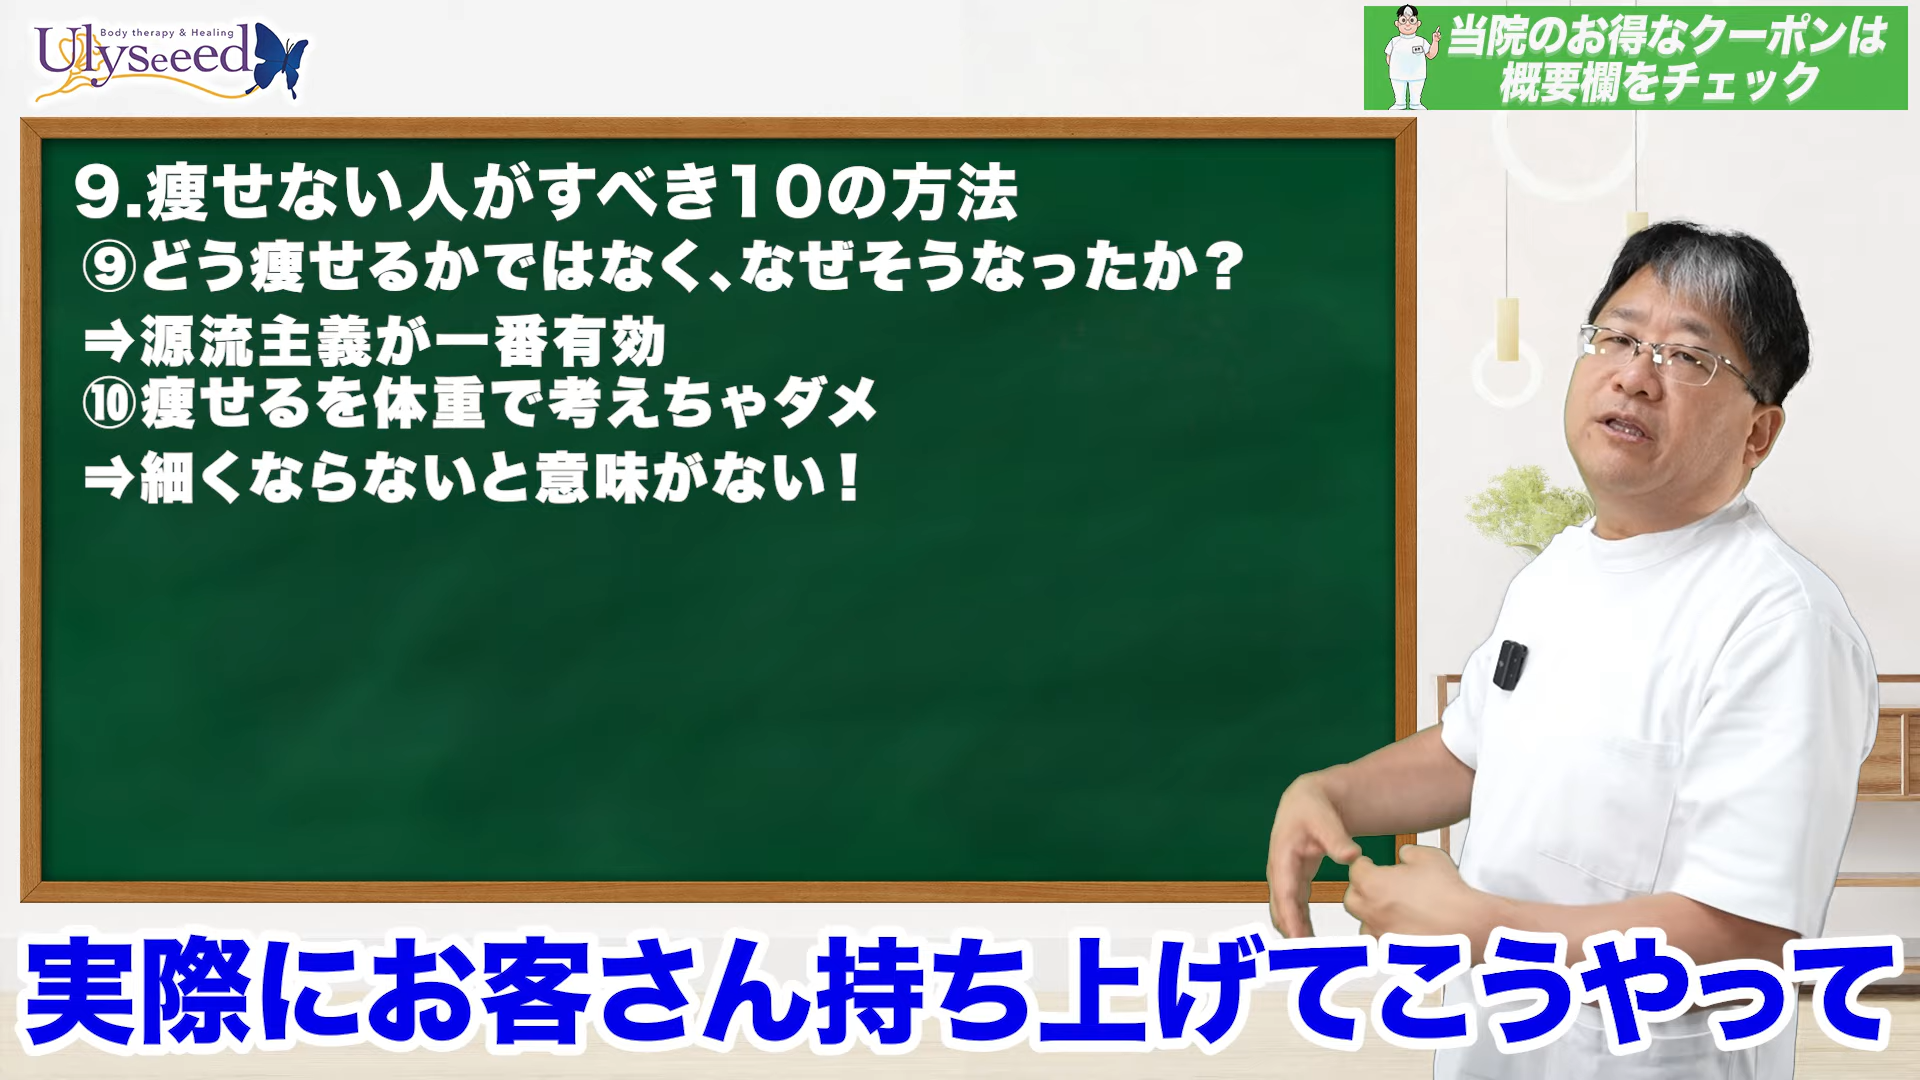 Body therapy & Healing
Ulyseeed
当院のお得なクーポンは
概要欄をチェック
9.痩せない人がすべき10の方法
⑨どう痩せるかではなく、なぜそうなったか？
⇒源流主義が一番有効
⑩痩せるを体重で考えちゃダメ
⇒細くならないと意味がない！
実際にお客さん持ち上げてこうやって